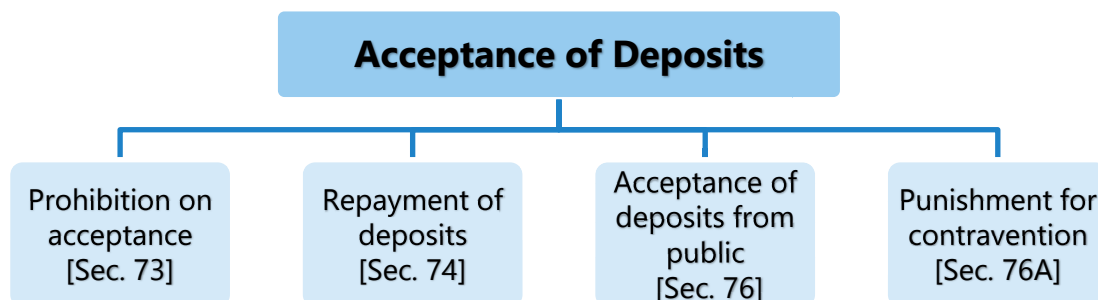 Acceptance of Deposits
Prohibition on
acceptance
[Sec. 73]
Repayment of
deposits
[Sec. 74]
Acceptance of
deposits from
public
[Sec. 76]
Punishment for
contravention
[Sec. 76A]